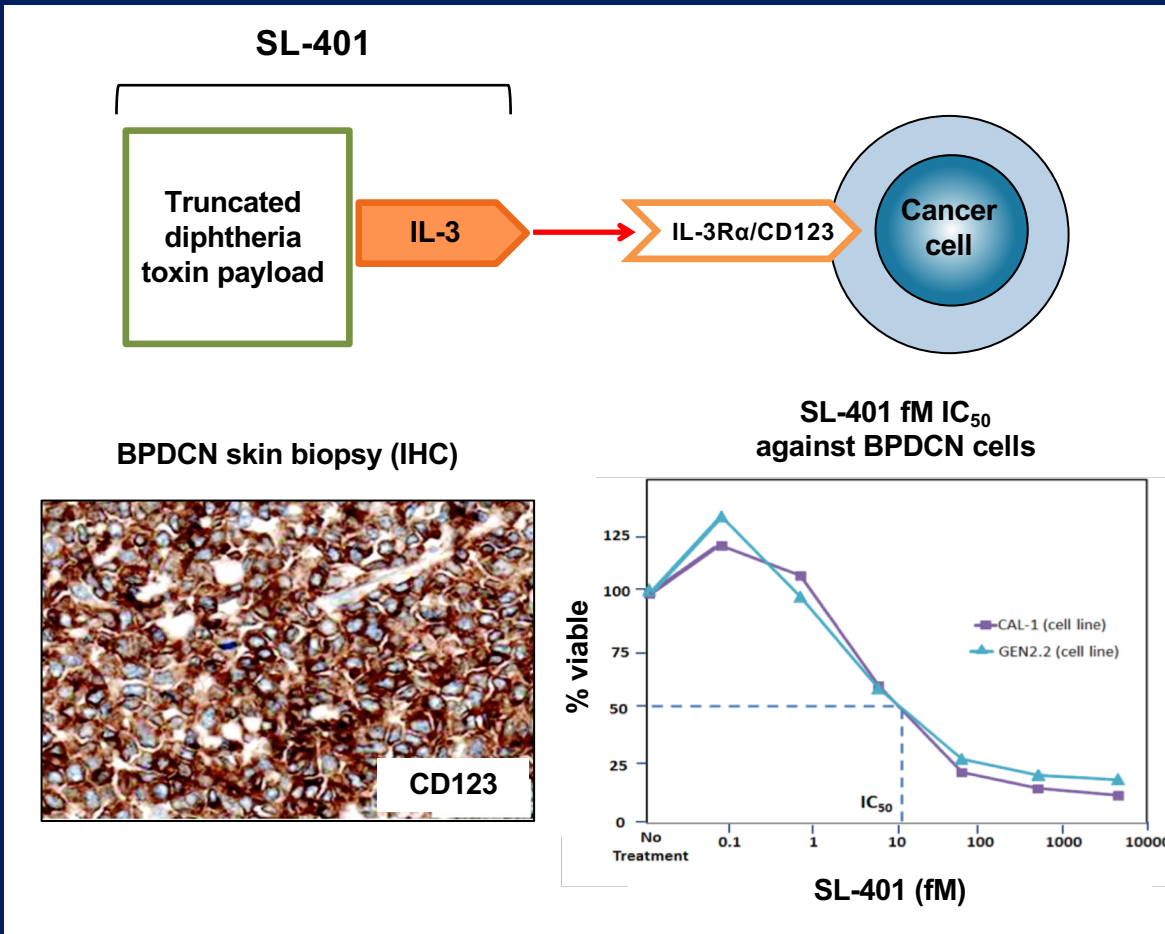 SL-401
Truncated
diphtheria
toxin payload
IL-3
IL-3Rα/CD123
Cancer
cell
BPDCN skin biopsy (IHC)
CD123
SL-401 fM IC₅₀
against BPDCN cells
% viable
125
100
75
50
25
0
CAL-1 (cell line)
GEN2.2 (cell line)
IC₅₀
No
Treatment
0.1
1
10
100
1000
10000
SL-401 (fM)